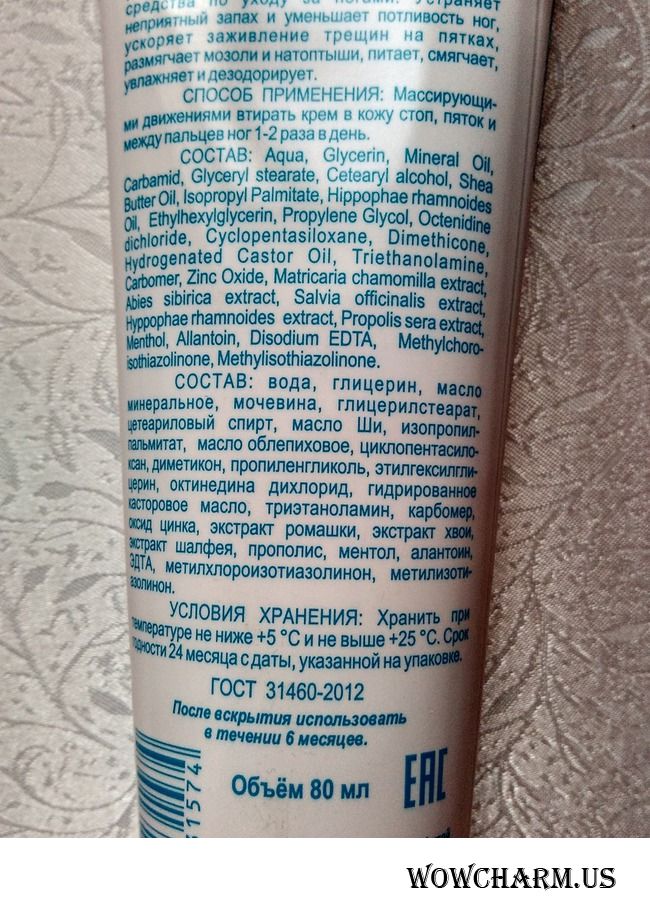 средства по уходу за ногами. Устраняет
неприятный запах и уменьшает потливость ног,
ускоряет заживление трещин на пятках,
размягчает мозоли и натоптыши, питает, смягчает,
увлажняет и дезодорирует.
СПОСОБ ПРИМЕНЕНИЯ: Массирующи-
ми движениями втирать крем в кожу стоп, пяток и
между пальцев ног 1-2 раза в день.
СОСТАВ: Aqua, Glycerin, Mineral Oil,
Carbamid, Glyceryl stearate, Cetearyl alcohol, Shea
Butter Oil, Isopropyl Palmitate, Hippophae rhamnoides
Oil, Ethylhexylglycerin, Propylene Glycol, Octenidine
dichloride, Cyclopentasiloxane, Dimethicone,
Hydrogenated Castor Oil, Triethanolamine,
Carbomer, Zinc Oxide, Matricaria chamomilla extract,
Abies sibirica extract, Salvia officinalis extract,
Hyppophae rhamnoides extract, Propolis sera extract,
Menthol, Allantoin, Disodium EDTA, Methylchoro-
isothiazolinone, Methylisothiazolinone.
СОСТАВ: вода, глицерин, масло
минеральное, мочевина, глицерилстеарат,
цетеариловый спирт, масло Ши, изопропил-
пальмитат, масло облепиховое, циклопентасило-
ксан, диметикон, пропиленгликоль, этилгексилгли-
церин, октинедина дихлорид, гидрированное
касторовое масло, триэтаноламин, карбомер,
оксид цинка, экстракт ромашки, экстракт хвои,
экстракт шалфея, прополис, ментол, алантоин,
ЭДТА, метилхлороизотиазолинон, метилизоти-
азолинон.
УСЛОВИЯ ХРАНЕНИЯ: Хранить при
температуре не ниже +5 °С и не выше +25 °С. Срок
годности 24 месяца с даты, указанной на упаковке.
ГОСТ 31460-2012
После вскрытия использовать
в течении 6 месяцев.
Объём 80 мл
ЕАС
61574
WOWCHARM.US